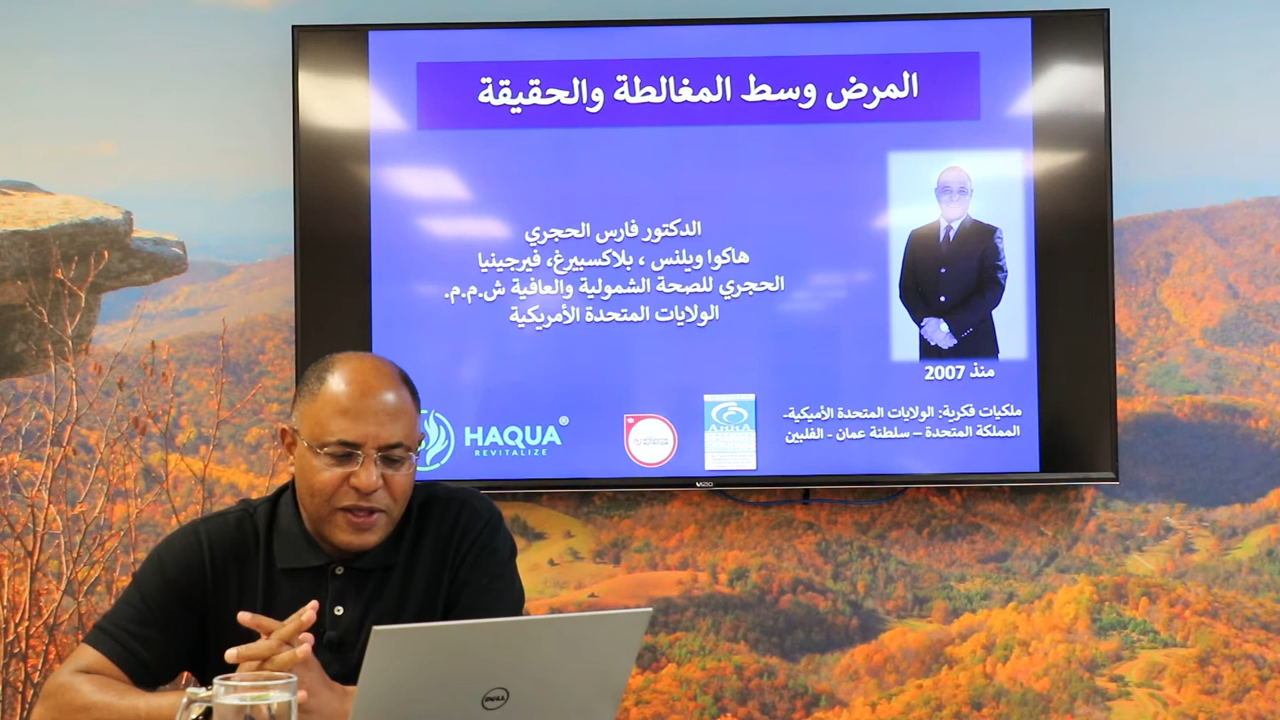 المرض وسط المغالطة والحقيقة
الدكتور فارس الحجري
هاكوا ويلنس ، بلاكسبيرغ، فيرجينيا
الحجري للصحة الشمولية والعافية ش.م.م.
الولايات المتحدة الأمريكية
منذ 2007
ملكيات فكرية: الولايات المتحدة الأميكية-
المملكة المتحدة – سلطنة عمان - الفلبين
HAQUA®
REVITALIZE
AHHA
VIZIO
DELL